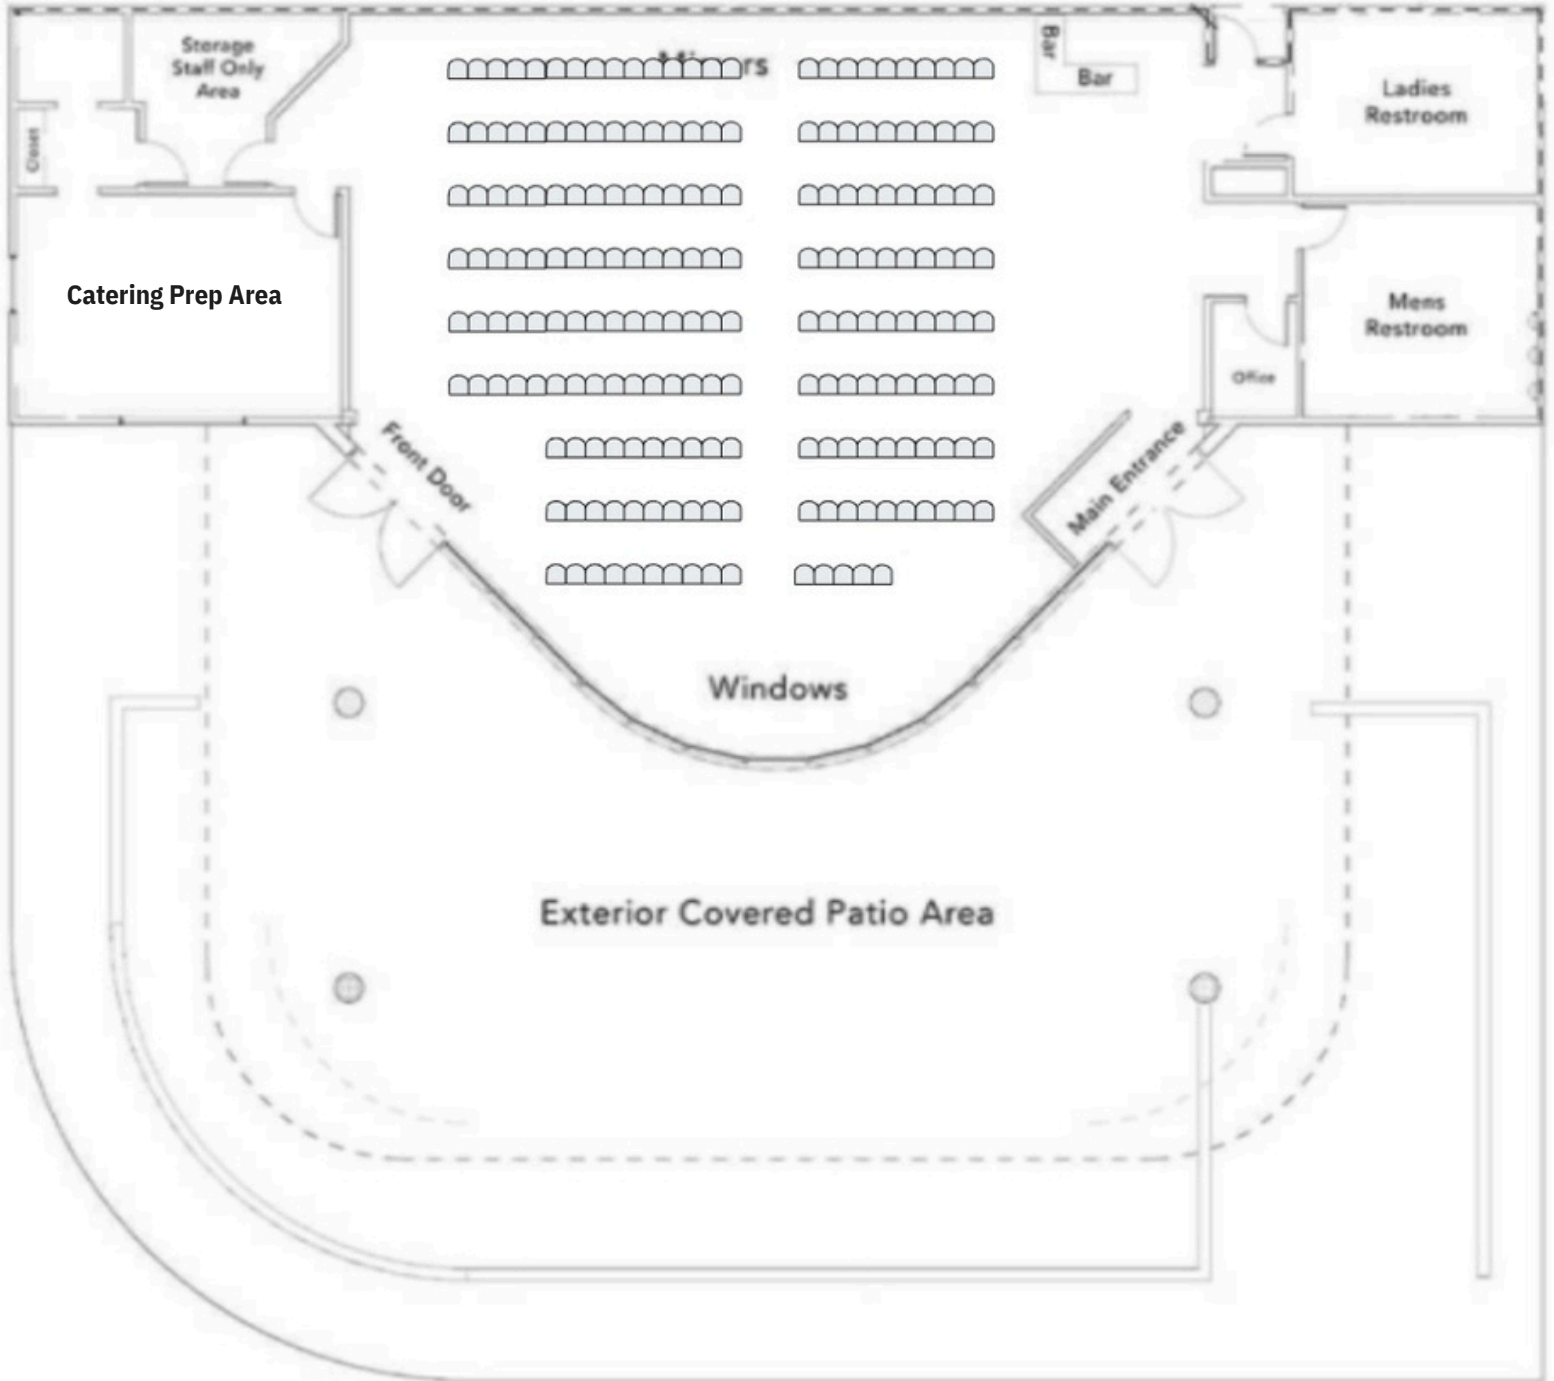 Storage
Staff Only
Area
Closet
Bar
Bar
Ladies
Restroom
Catering Prep Area
Mens
Restroom
Office
Front Door
Main Entrance
Windows
Exterior Covered Patio Area